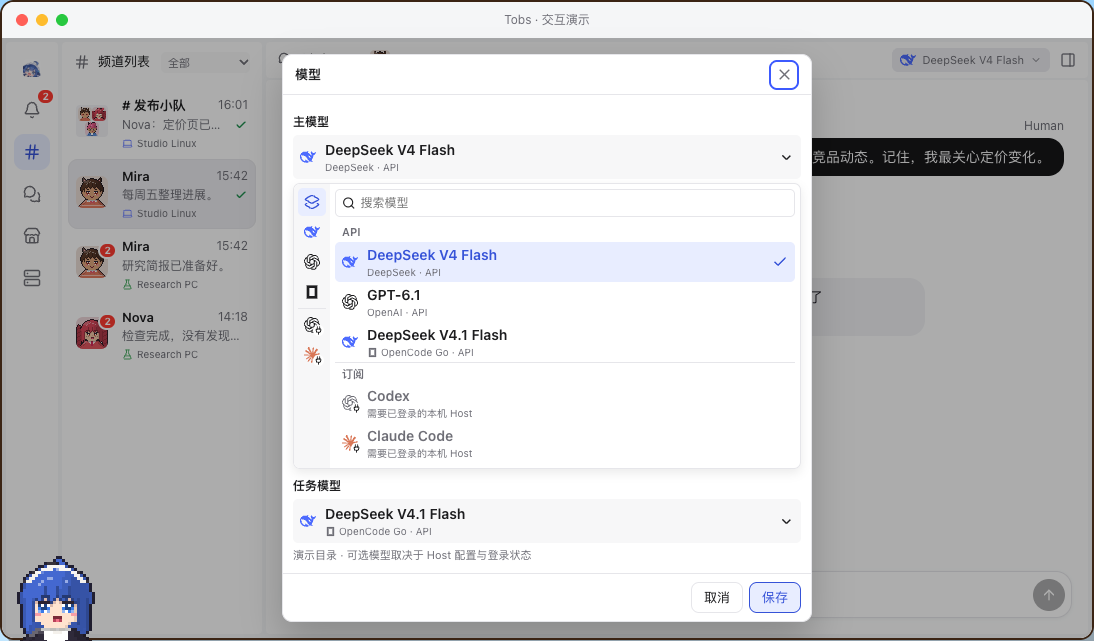 Tobs · 交互演示
2
# 频道列表
全部
# 发布小队 16:01
Nova：定价页已...
Studio Linux
Mira 15:42
每周五整理进展。
Studio Linux
2
Mira 15:42
研究简报已准备好。
Research PC
2
Nova 14:18
检查完成，没有发现...
Research PC
DeepSeek V4 Flash
Human
竞品动态。记住，我最关心定价变化。
了
模型
主模型
DeepSeek V4 Flash
DeepSeek · API
搜索模型
API
DeepSeek V4 Flash
DeepSeek · API
GPT-6.1
OpenAI · API
DeepSeek V4.1 Flash
OpenCode Go · API
订阅
Codex
需要已登录的本机 Host
Claude Code
需要已登录的本机 Host
任务模型
DeepSeek V4.1 Flash
OpenCode Go · API
演示目录 · 可选模型取决于 Host 配置与登录状态
取消
保存